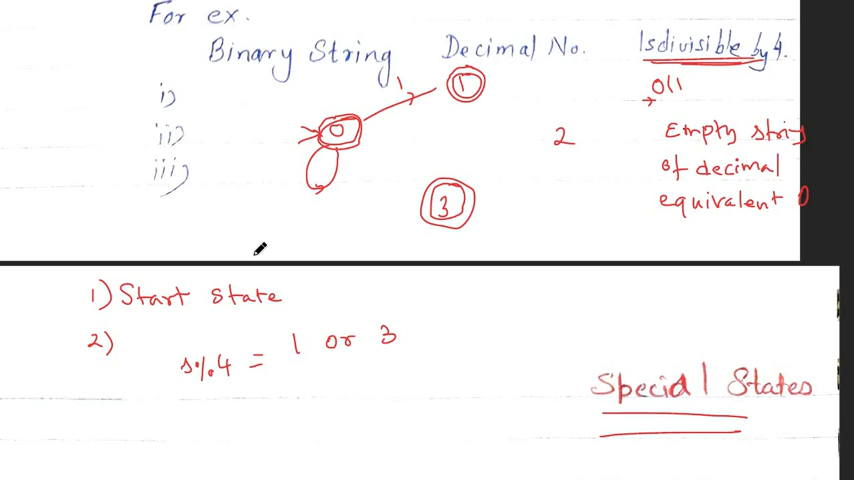 For ex.
Binary String Decimal No. Isdivisible by 4.
i) 1 1 011
ii) 0 2 Empty string
iii) of decimal
3 equivalent 0
1) Start state
2) s%4 = 1 or 3
Special States